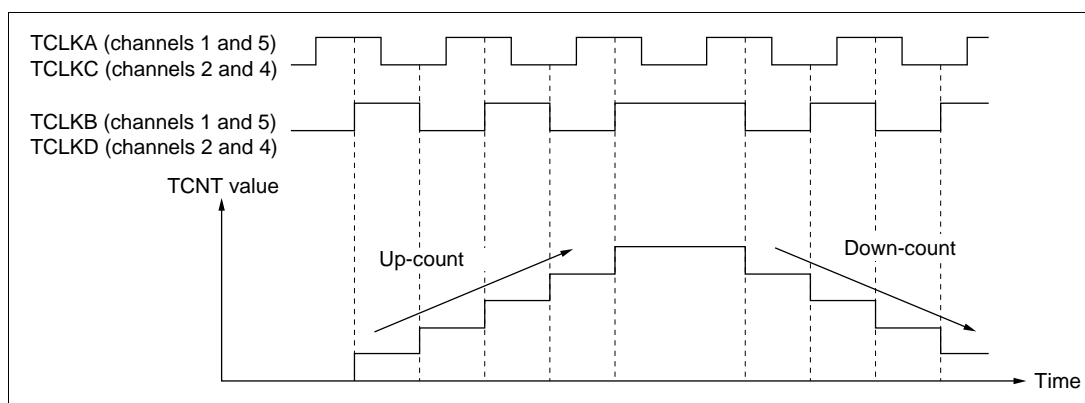 TCLKA (channels 1 and 5)
TCLKC (channels 2 and 4)
TCLKB (channels 1 and 5)
TCLKD (channels 2 and 4)
TCNT value
Up-count
Down-count
Time